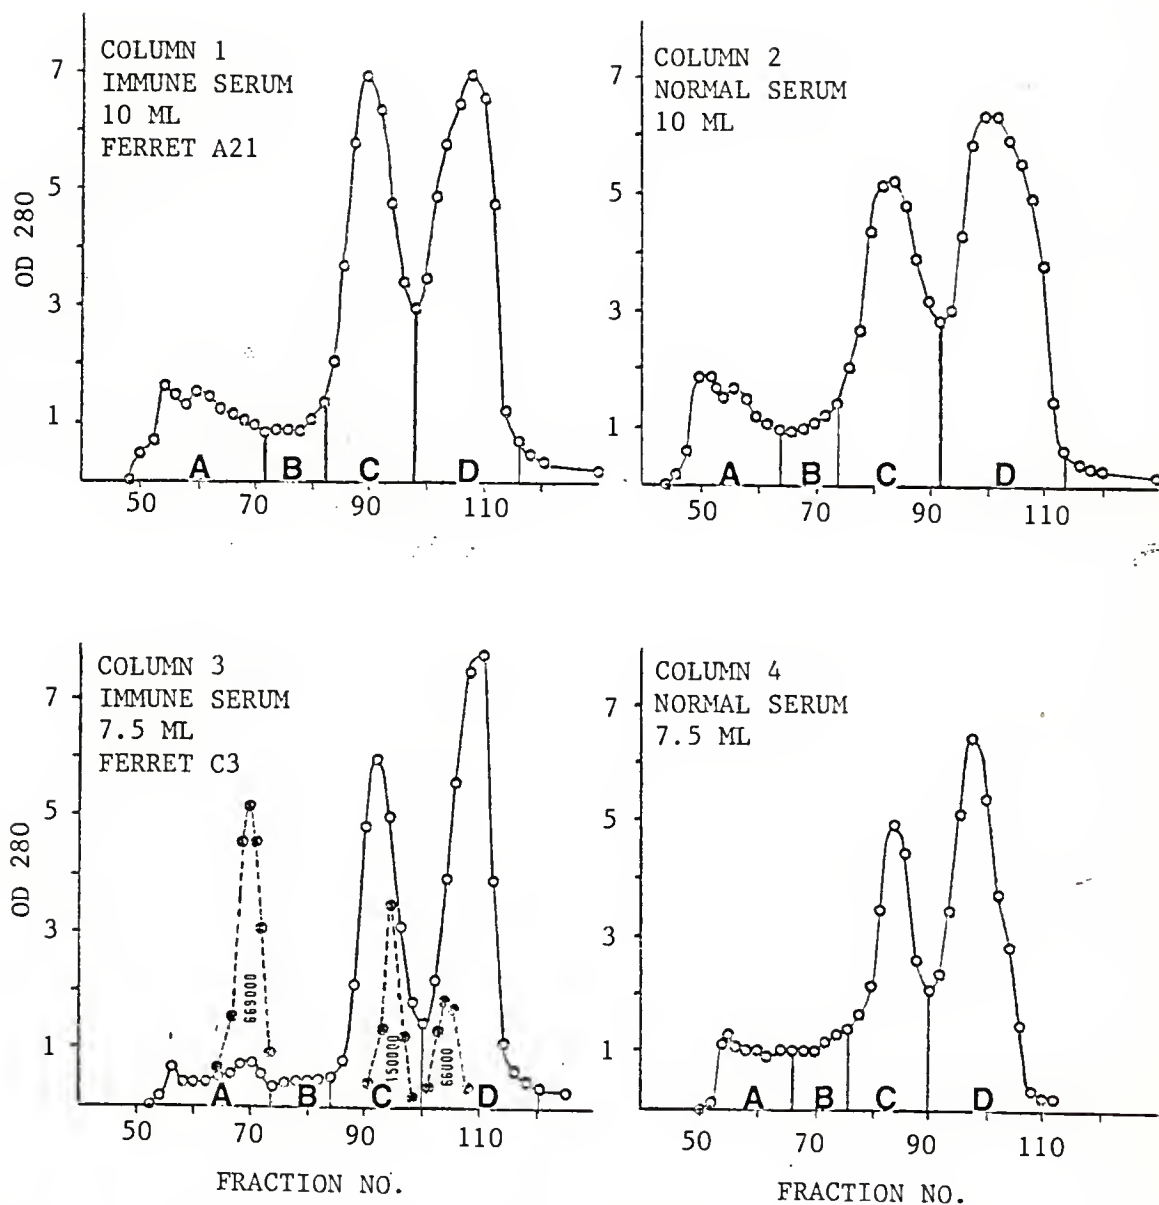 COLUMN 1
IMMUNE SERUM
10 ML
FERRET A21
OD 280
7
5
3
1
A B C D
50 70 90 110
COLUMN 2
NORMAL SERUM
10 ML
7
5
3
1
A B C D
50 70 90 110
COLUMN 3
IMMUNE SERUM
7.5 ML
FERRET C3
OD 280
7
5
3
1
669000
150000
66000
A B C D
50 70 90 110
FRACTION NO.
COLUMN 4
NORMAL SERUM
7.5 ML
7
5
3
1
A B C D
50 70 90 110
FRACTION NO.